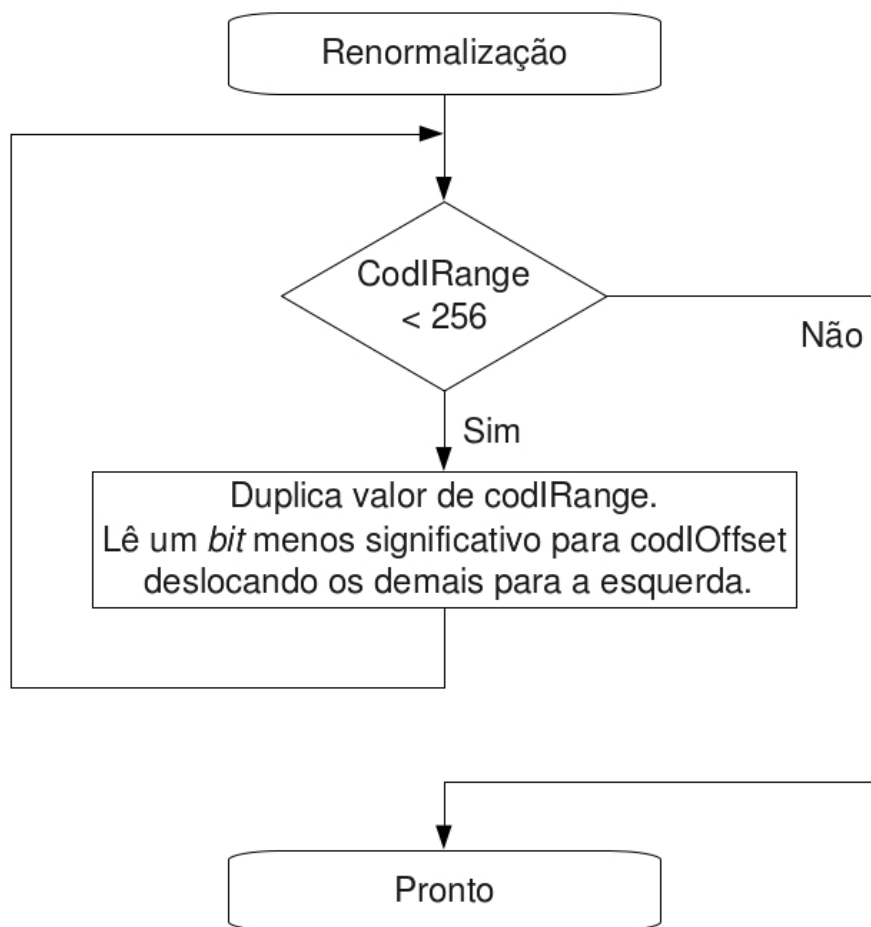 Renormalização
CodIRange
< 256
Não
Sim
Duplica valor de codIRange.
Lê um bit menos significativo para codIOffset
deslocando os demais para a esquerda.
Pronto